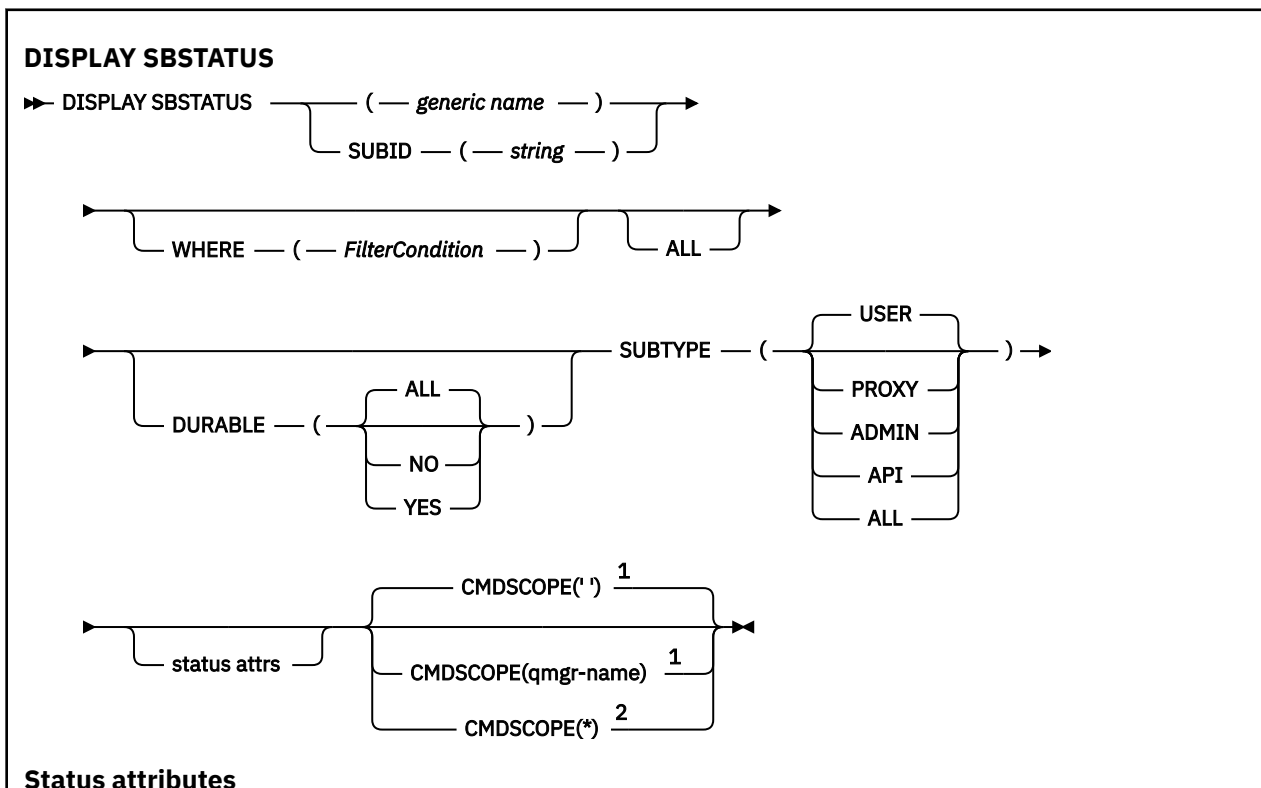 DISPLAY SBSTATUS
DISPLAY SBSTATUS ( generic name )
SUBID ( string )
WHERE ( FilterCondition ) ALL
DURABLE ( ALL NO YES ) SUBTYPE ( USER PROXY ADMIN API ALL )
status attrs
CMDSCOPE(' ') 1
CMDSCOPE(qmgr-name) 1
CMDSCOPE(*) 2
Status attributes